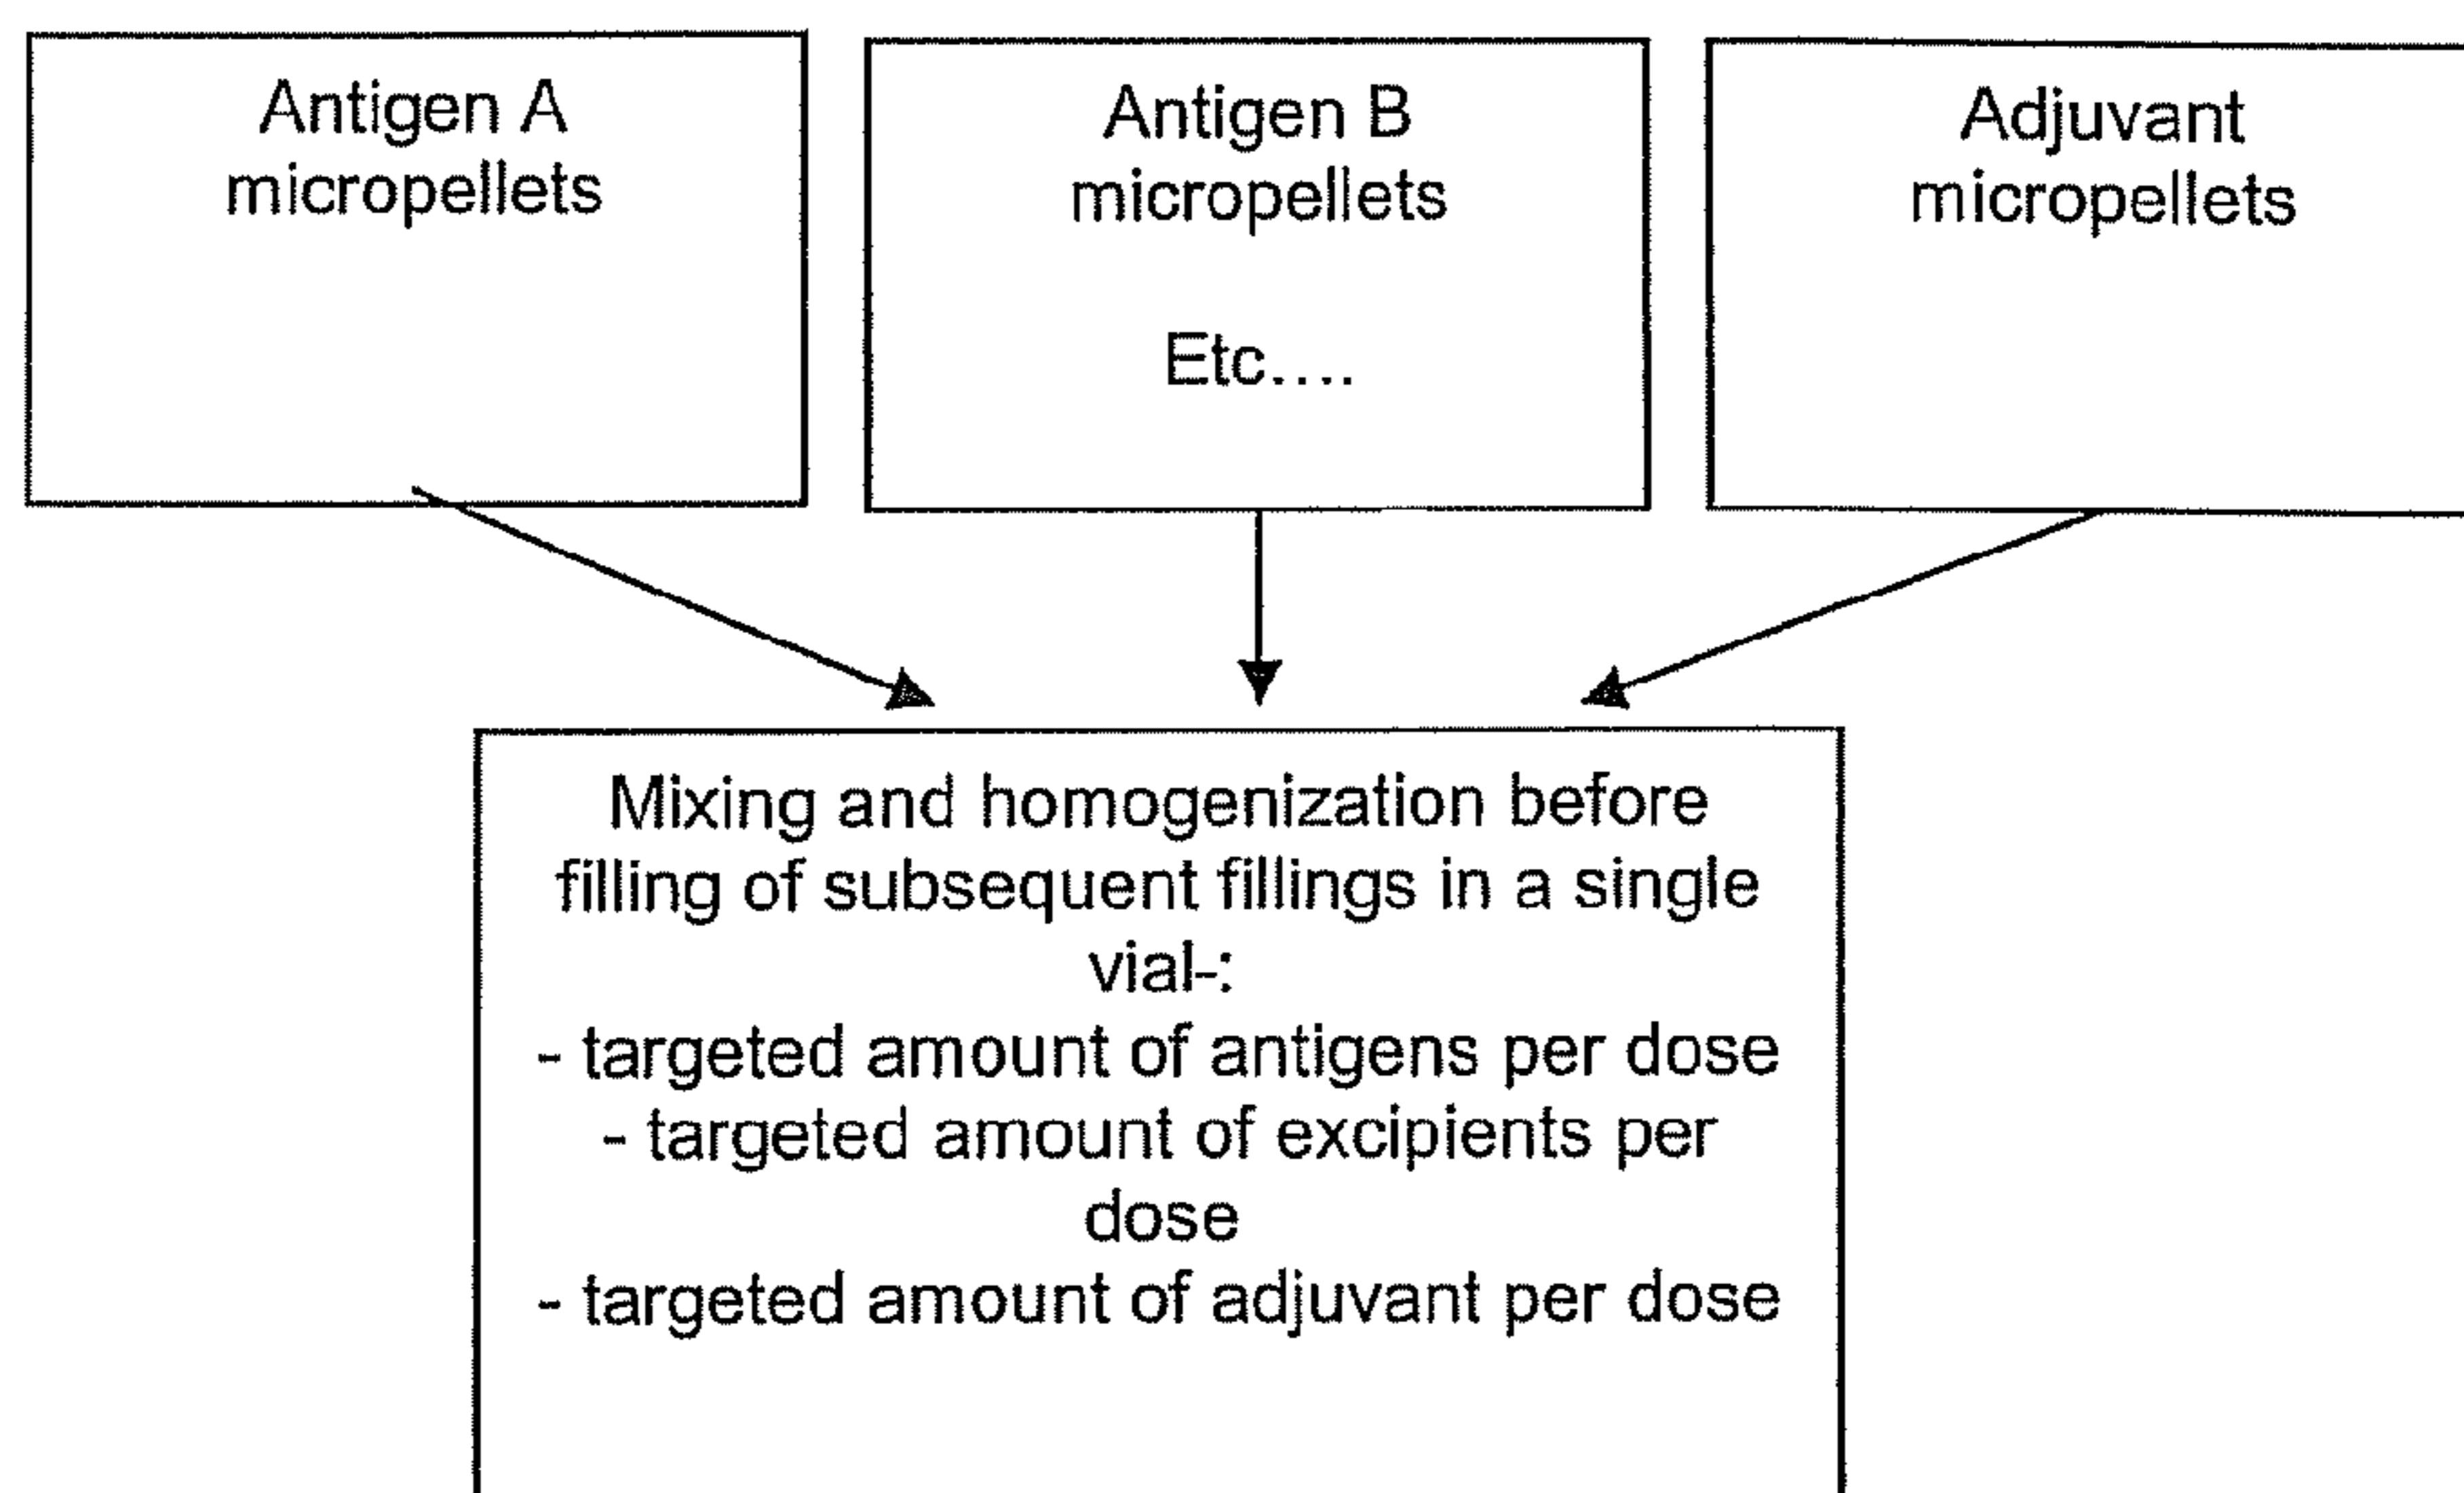 Antigen A
micropellets
Antigen B
micropellets
Etc....
Adjuvant
micropellets
Mixing and homogenization before
filling of subsequent fillings in a single
vial-:
- targeted amount of antigens per dose
- targeted amount of excipients per
dose
- targeted amount of adjuvant per dose